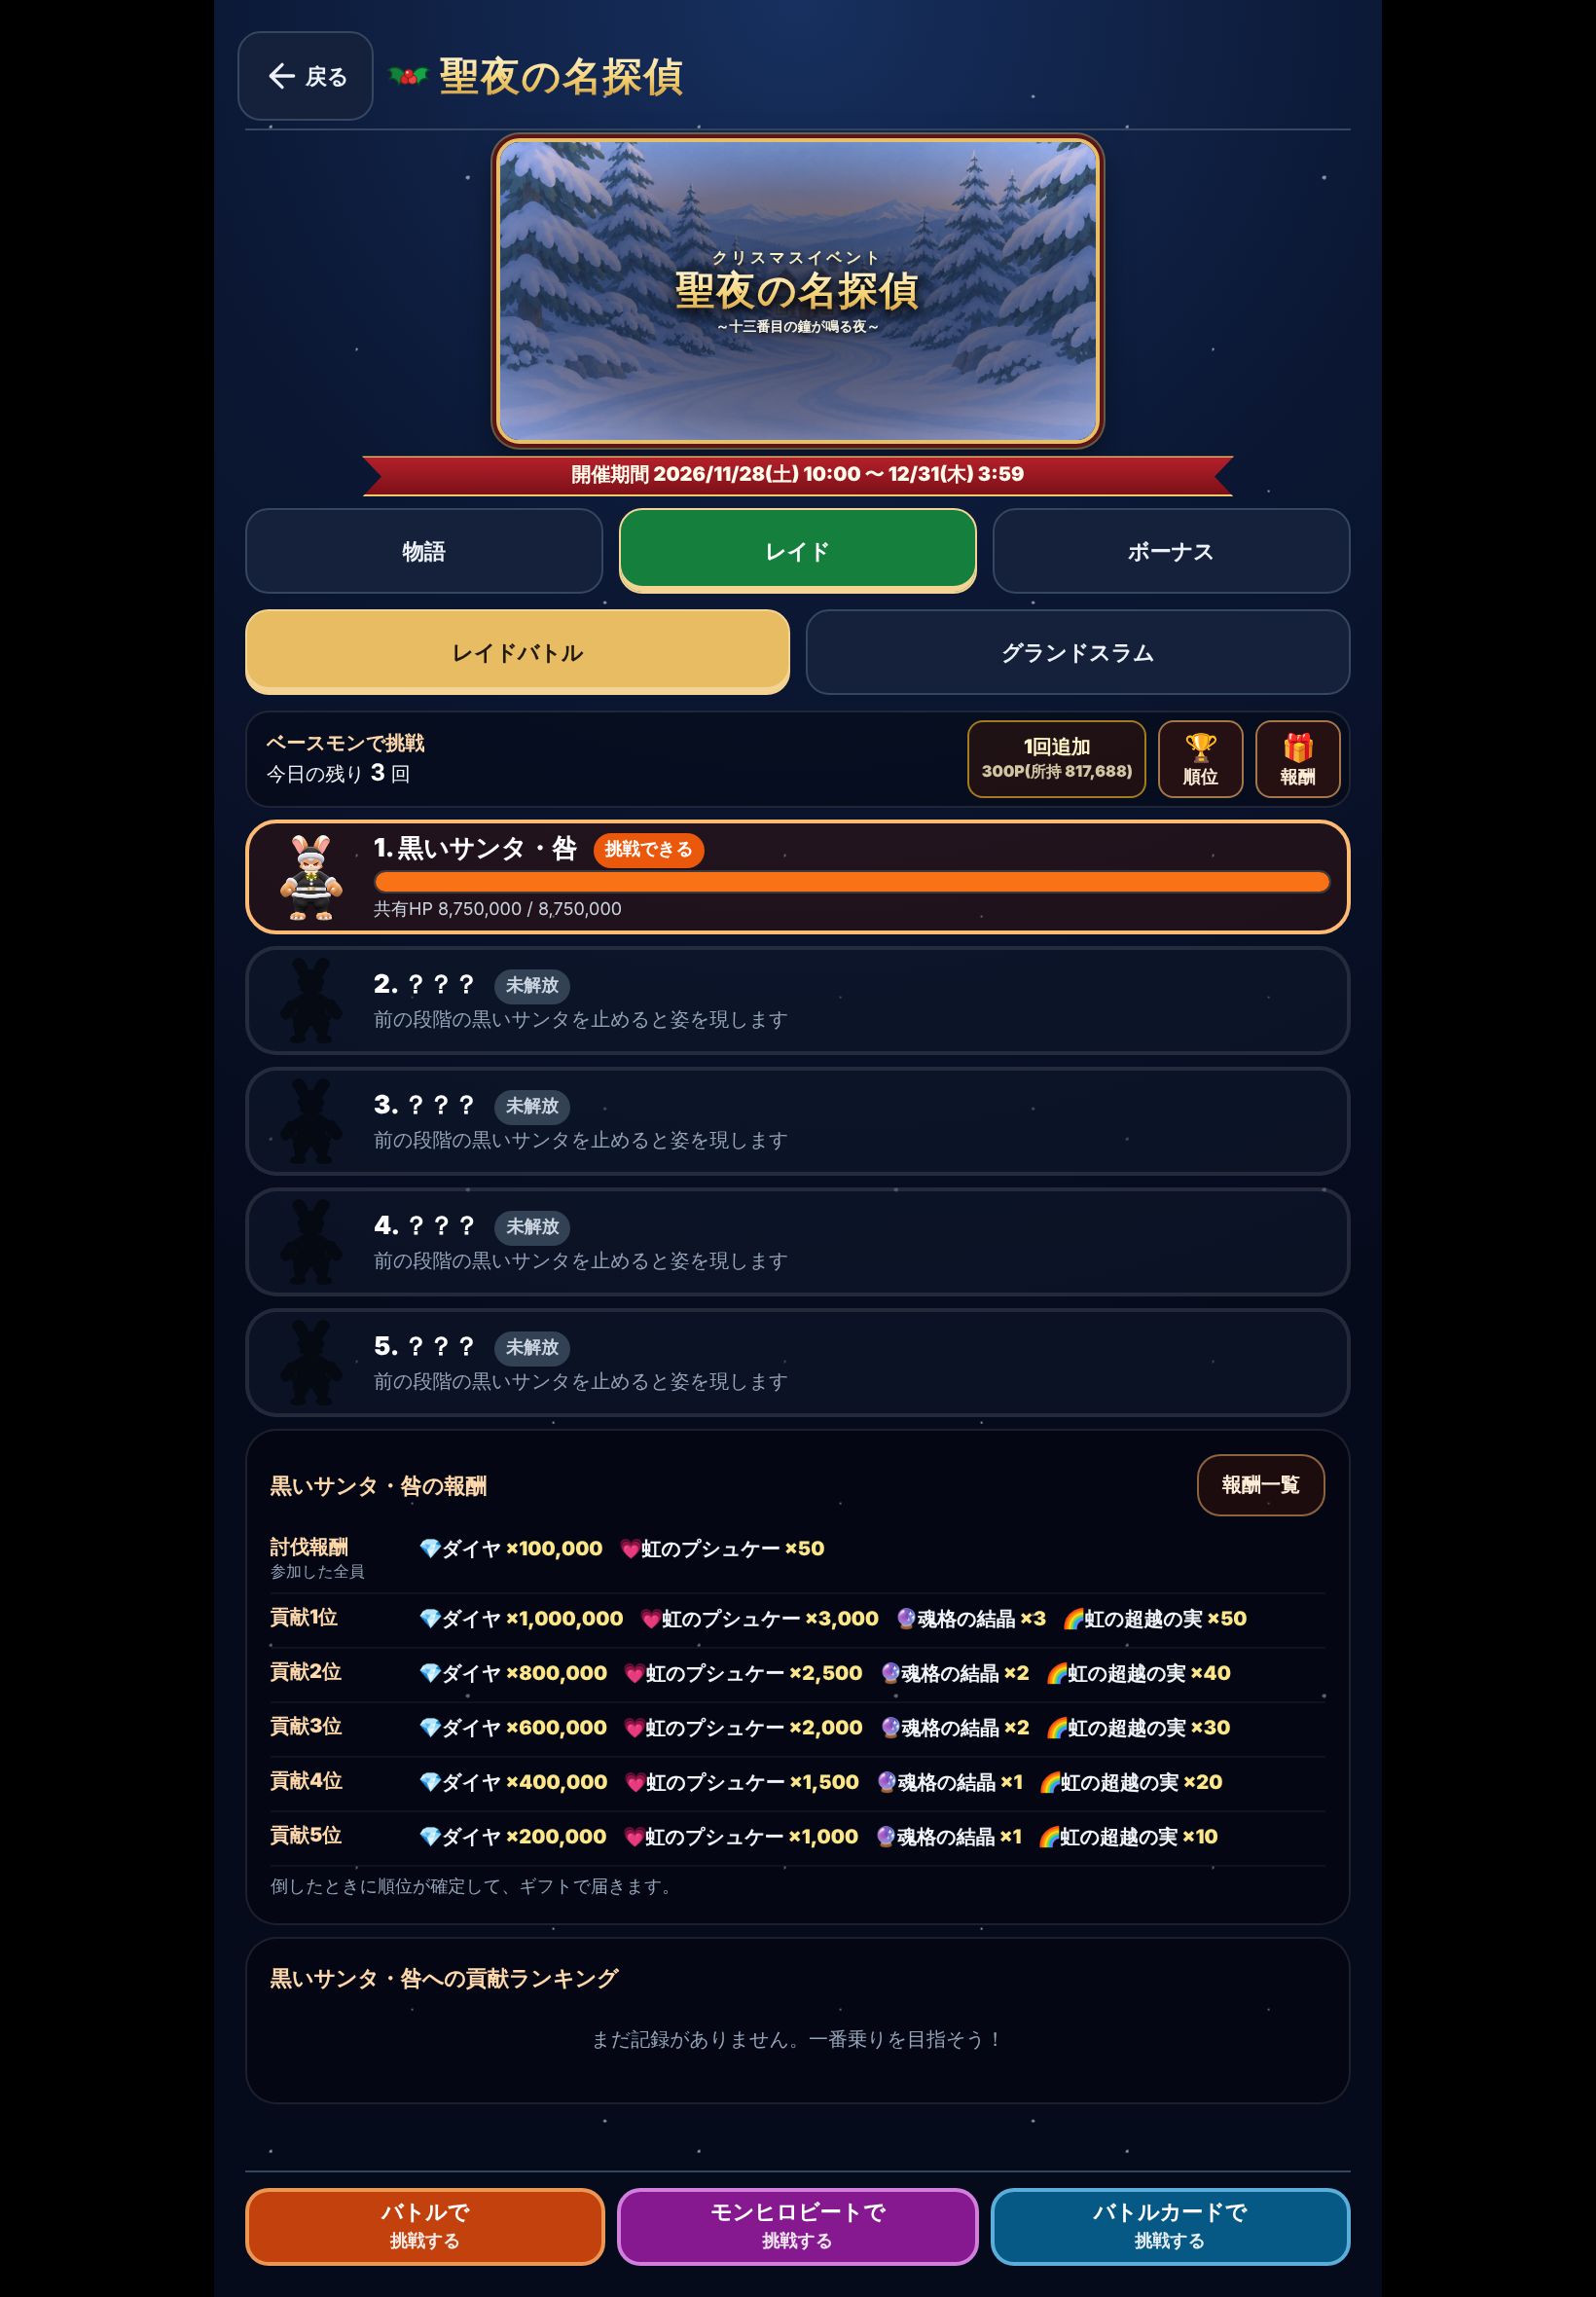 戻る
聖夜の名探偵
クリスマスイベント
聖夜の名探偵
～十三番目の鐘が鳴る夜～
開催期間 2026/11/28(土) 10:00 〜 12/31(木) 3:59
物語
レイド
ボーナス
レイドバトル
グランドスラム
ベースモンで挑戦
今日の残り 3 回
1回追加
300P(所持 817,688)
順位
報酬
1. 黒いサンタ・咎 挑戦できる
共有HP 8,750,000 / 8,750,000
2. ？？？ 未解放
前の段階の黒いサンタを止めると姿を現します
3. ？？？ 未解放
前の段階の黒いサンタを止めると姿を現します
4. ？？？ 未解放
前の段階の黒いサンタを止めると姿を現します
5. ？？？ 未解放
前の段階の黒いサンタを止めると姿を現します
黒いサンタ・咎の報酬
報酬一覧
討伐報酬
参加した全員
ダイヤ ×100,000 虹のプシュケー ×50
貢献1位 ダイヤ ×1,000,000 虹のプシュケー ×3,000 魂格の結晶 ×3 虹の超越の実 ×50
貢献2位 ダイヤ ×800,000 虹のプシュケー ×2,500 魂格の結晶 ×2 虹の超越の実 ×40
貢献3位 ダイヤ ×600,000 虹のプシュケー ×2,000 魂格の結晶 ×2 虹の超越の実 ×30
貢献4位 ダイヤ ×400,000 虹のプシュケー ×1,500 魂格の結晶 ×1 虹の超越の実 ×20
貢献5位 ダイヤ ×200,000 虹のプシュケー ×1,000 魂格の結晶 ×1 虹の超越の実 ×10
倒したときに順位が確定して、ギフトで届きます。
黒いサンタ・咎への貢献ランキング
まだ記録がありません。一番乗りを目指そう！
バトルで
挑戦する
モンヒロビートで
挑戦する
バトルカードで
挑戦する